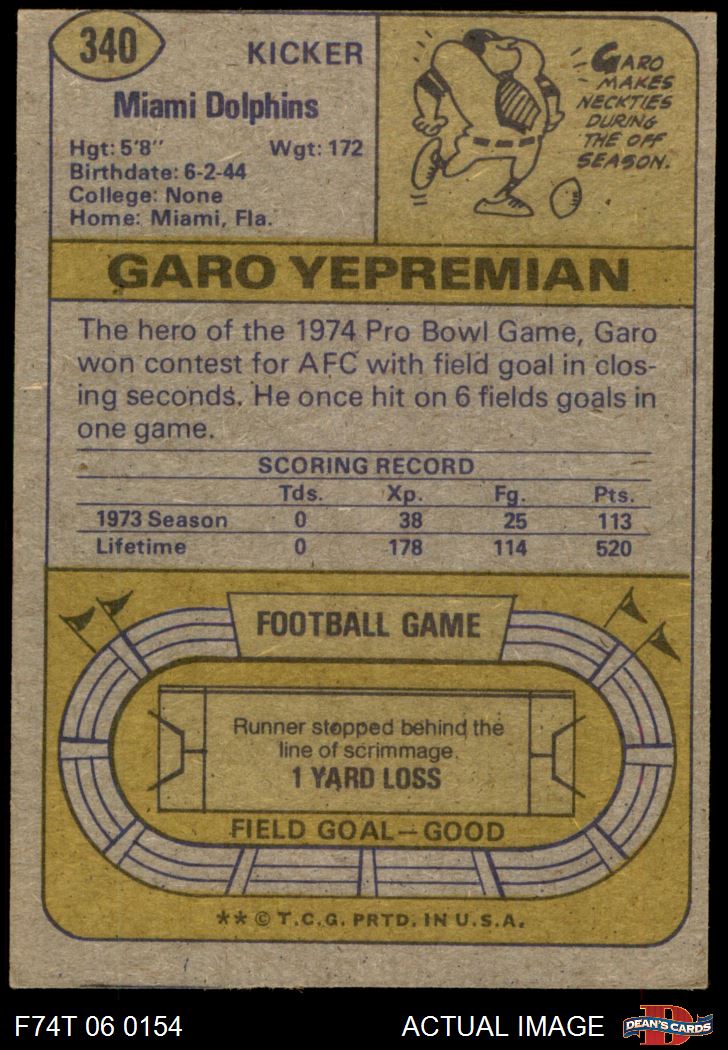 340
KICKER
Miami Dolphins
Hgt: 5'8" Wgt: 172
Birthdate: 6-2-44
College: None
Home: Miami, Fla.
GARO
MAKES
NECKTIES
DURING
THE OFF
SEASON.
GARO YEPREMIAN
The hero of the 1974 Pro Bowl Game, Garo
won contest for AFC with field goal in clos-
ing seconds. He once hit on 6 fields goals in
one game.
SCORING RECORD
Tds. Xp. Fg. Pts.
1973 Season 0 38 25 113
Lifetime 0 178 114 520
FOOTBALL GAME
Runner stopped behind the
line of scrimmage.
1 YARD LOSS
FIELD GOAL—GOOD
** © T.C.G. PRTD. IN U.S.A.
F74T 06 0154 ACTUAL IMAGE
D
DEAN'S CARDS